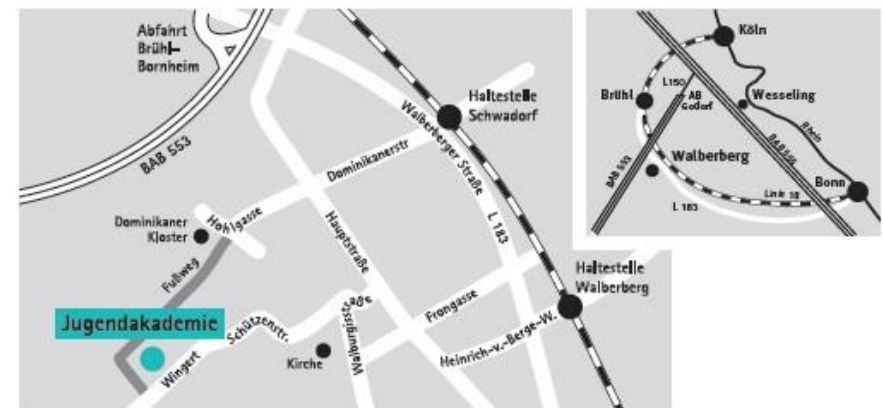 Abfahrt
Brühl-
Bornheim
BAB 553
Haltestelle
Schwadorf
Walberberger Straße
Dominikanerstr
Dominikaner
Kloster
Hohlgasse
Hauptstraße
L 183
Fußweg
Haltestelle
Walberberg
Jugendakademie
Schützenstr.
Wingert
Kirche
Walburgisstraße
Frongasse
Heinrich-v.-Berge-W.
Köln
L150
Brühl
AB
Godorf
Wesseling
Rhein
BAB 555
Walberberg
BAB 553
Linie 18
Bonn
L 183